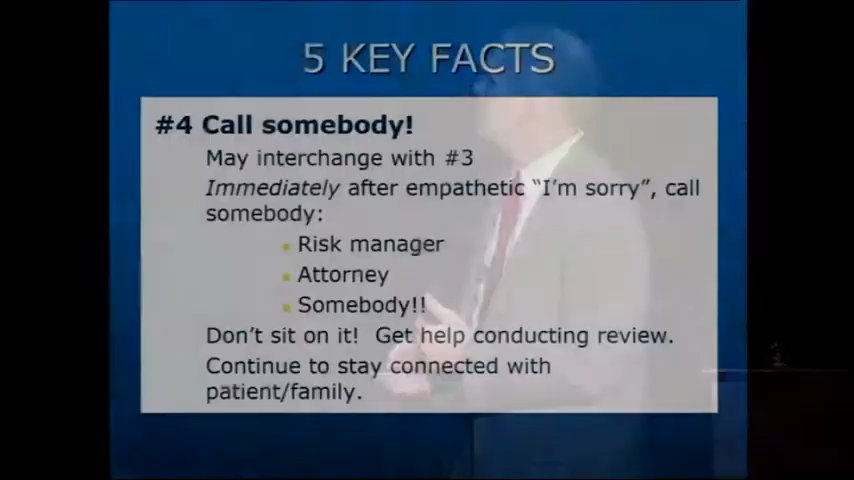 5 KEY FACTS
#4 Call somebody!
May interchange with #3
Immediately after empathetic “I’m sorry”, call
somebody:
Risk manager
Attorney
Somebody!!
Don’t sit on it!  Get help conducting review.
Continue to stay connected with
patient/family.